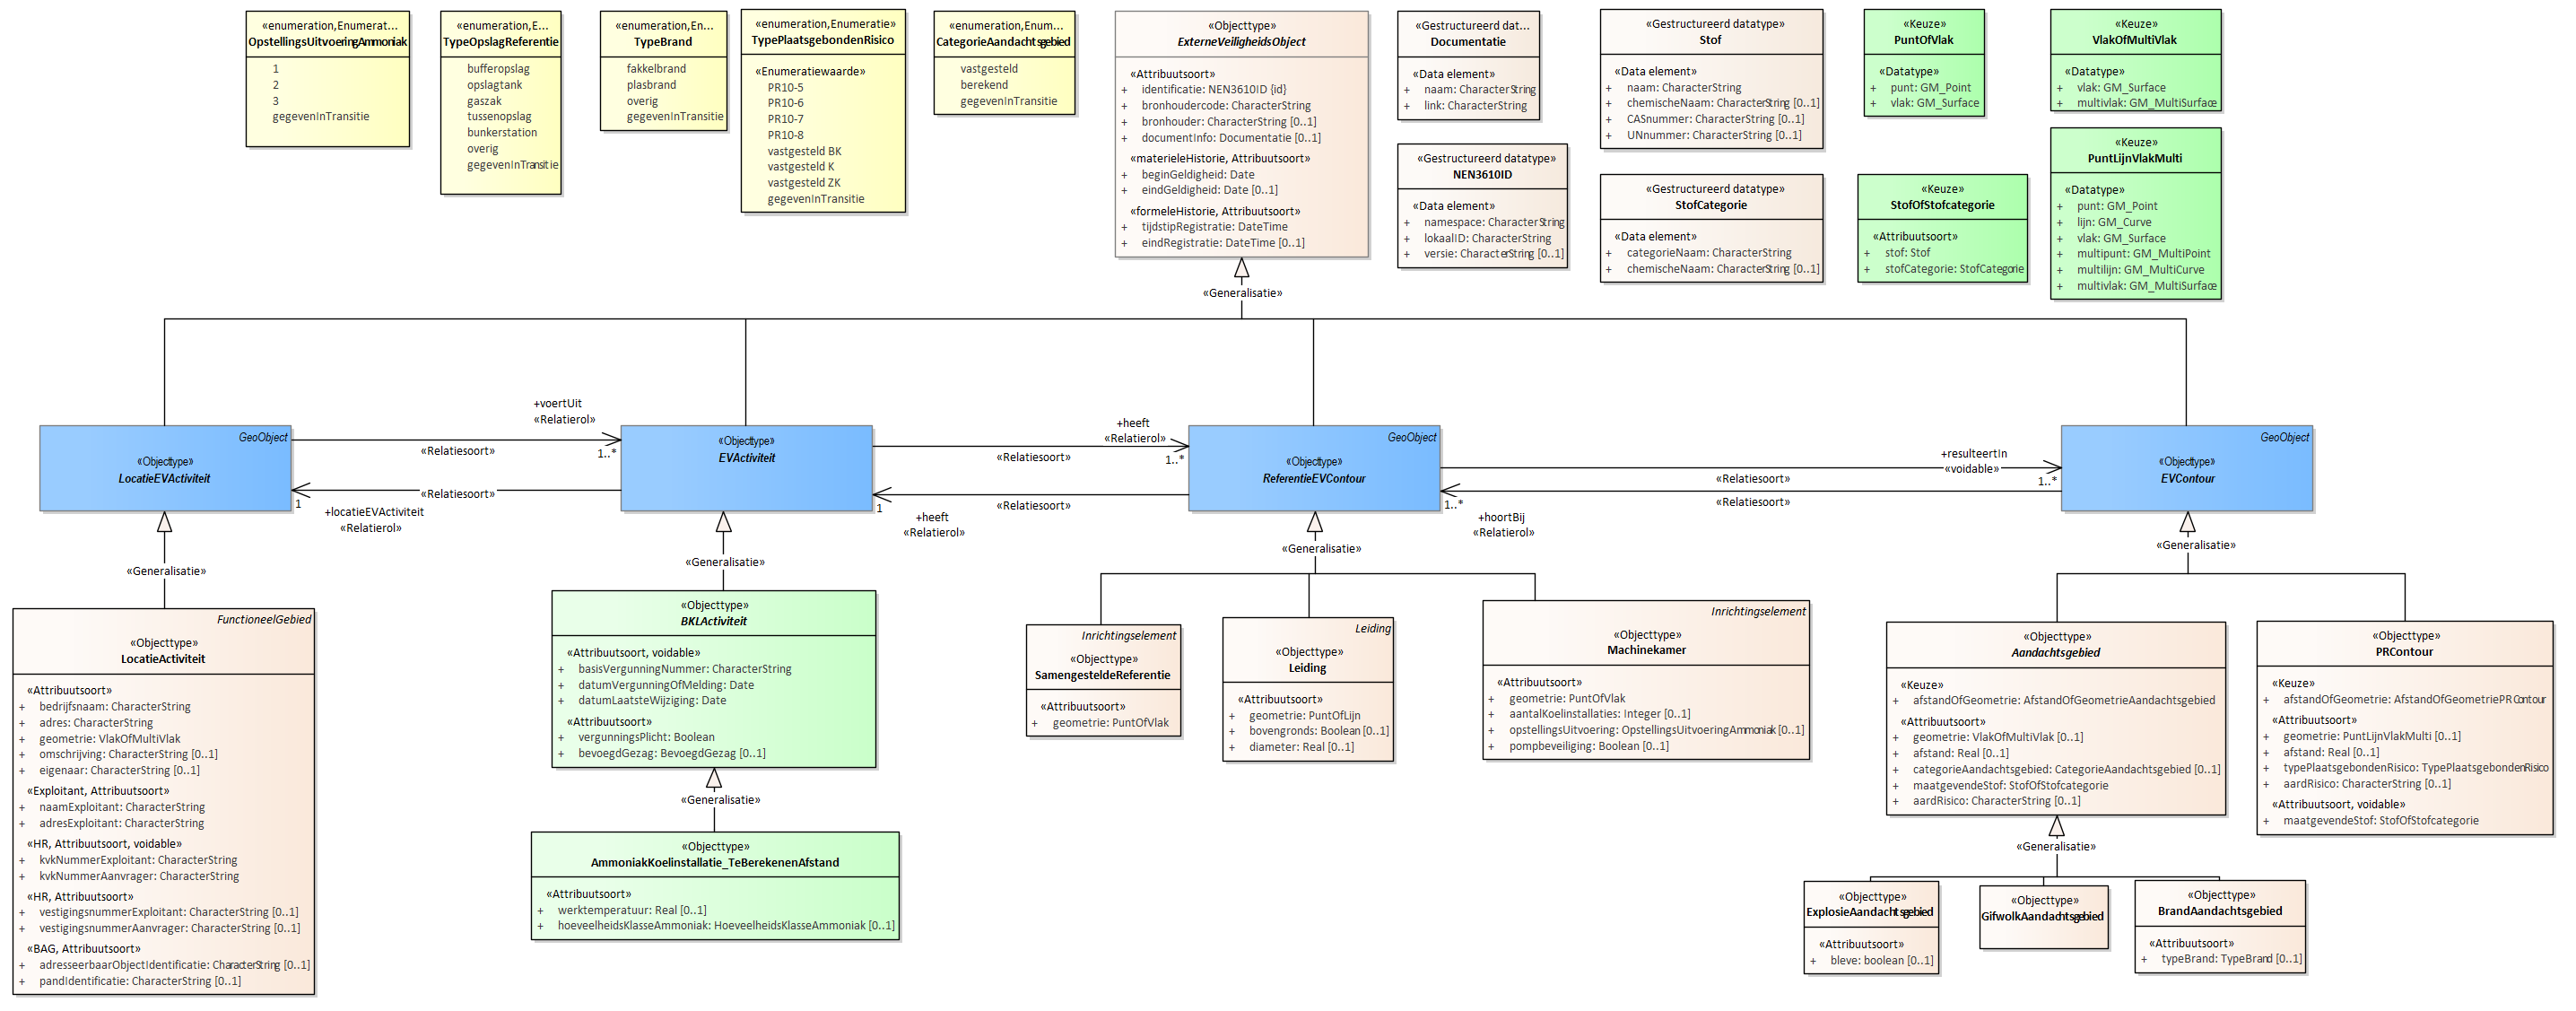 «enumeration,Enumerat...
OpstellingsUitvoeringAmmoniak
1
2
3
gegevenInTransitie
«enumeration,E...
TypeOpslagReferentie
bufferopslag
opslagtank
gaszak
tussenopslag
bunkerstation
overig
gegevenInTransitie
«enumeration,En...
TypeBrand
fakkelbrand
plasbrand
overig
gegevenInTransitie
«enumeration,Enumeratie»
TypePlaatsgebondenRisico
«Enumeratiewaarde»
PR10-5
PR10-6
PR10-7
PR10-8
vastgesteld BK
vastgesteld K
vastgesteld ZK
gegevenInTransitie
«enumeration,Enum...
CategorieAandachtsgebied
vastgesteld
berekend
gegevenInTransitie
«Objecttype»
ExterneVeiligheidsObject
«Attribuutsoort»
+ identificatie: NEN3610ID {id}
+ bronhoudercode: CharacterString
+ bronhouder: CharacterString [0..1]
+ documentInfo: Documentatie [0..1]
«materieleHistorie, Attribuutsoort»
+ beginGeldigheid: Date
+ eindGeldigheid: Date [0..1]
«formeleHistorie, Attribuutsoort»
+ tijdstipRegistratie: DateTime
+ eindRegistratie: DateTime [0..1]
«Gestructureerd dat...
Documentatie
«Data element»
+ naam: CharacterString
+ link: CharacterString
«Gestructureerd datatype»
NEN3610ID
«Data element»
+ namespace: CharacterString
+ lokaalID: CharacterString
+ versie: CharacterString [0..1]
«Gestructureerd datatype»
Stof
«Data element»
+ naam: CharacterString
+ chemischeNaam: CharacterString [0..1]
+ CASnummer: CharacterString [0..1]
+ UNnummer: CharacterString [0..1]
«Gestructureerd datatype»
StofCategorie
«Data element»
+ categorieNaam: CharacterString
+ chemischeNaam: CharacterString [0..1]
«Keuze»
PuntOfVlak
«Datatype»
+ punt: GM_Point
+ vlak: GM_Surface
«Keuze»
StofOfStofcategorie
«Attribuutsoort»
+ stof: Stof
+ stofCategorie: StofCategorie
«Keuze»
VlakOfMultiVlak
«Datatype»
+ vlak: GM_Surface
+ multivlak: GM_MultiSurface
«Keuze»
PuntLijnVlakMulti
«Datatype»
+ punt: GM_Point
+ lijn: GM_Curve
+ vlak: GM_Surface
+ multipunt: GM_MultiPoint
+ multilijn: GM_MultiCurve
+ multivlak: GM_MultiSurface
«Generalisatie»
GeoObject
«Objecttype»
LocatieEVActiviteit
+voertUit
«Relatierol»
«Relatiesoort»
1..*
«Relatiesoort»
1
+locatieEVActiviteit
«Relatierol»
«Objecttype»
EVActiviteit
+heeft
«Relatierol»
«Relatiesoort»
1..*
«Relatiesoort»
1
+heeft
«Relatierol»
GeoObject
«Objecttype»
ReferentieEVContour
+resulteertIn
«voidable»
«Relatiesoort»
1..*
«Relatiesoort»
1..*
+hoortBij
«Relatierol»
GeoObject
«Objecttype»
EVContour
«Generalisatie»
«Generalisatie»
«Generalisatie»
«Generalisatie»
FunctioneelGebied
«Objecttype»
LocatieActiviteit
«Attribuutsoort»
+ bedrijfsnaam: CharacterString
+ adres: CharacterString
+ geometrie: VlakOfMultiVlak
+ omschrijving: CharacterString [0..1]
+ eigenaar: CharacterString [0..1]
«Exploitant, Attribuutsoort»
+ naamExploitant: CharacterString
+ adresExploitant: CharacterString
«HR, Attribuutsoort, voidable»
+ kvkNummerExploitant: CharacterString
+ kvkNummerAanvrager: CharacterString
«HR, Attribuutsoort»
+ vestigingsnummerExploitant: CharacterString [0..1]
+ vestigingsnummerAanvrager: CharacterString [0..1]
«BAG, Attribuutsoort»
+ adresseerbaarObjectIdentificatie: CharacterString [0..1]
+ pandIdentificatie: CharacterString [0..1]
«Objecttype»
BKLActiviteit
«Attribuutsoort, voidable»
+ basisVergunningNummer: CharacterString
+ datumVergunningOfMelding: Date
+ datumLaatsteWijziging: Date
«Attribuutsoort»
+ vergunningsPlicht: Boolean
+ bevoegdGezag: BevoegdGezag [0..1]
«Generalisatie»
«Objecttype»
AmmoniakKoelinstallatie_TeBerekenenAfstand
«Attribuutsoort»
+ werktemperatuur: Real [0..1]
+ hoeveelheidsKlasseAmmoniak: HoeveelheidsKlasseAmmoniak [0..1]
Inrichtingselement
«Objecttype»
SamengesteldeReferentie
«Attribuutsoort»
+ geometrie: PuntOfVlak
Leiding
«Objecttype»
Leiding
«Attribuutsoort»
+ geometrie: PuntOfLijn
+ bovengronds: Boolean [0..1]
+ diameter: Real [0..1]
Inrichtingselement
«Objecttype»
Machinekamer
«Attribuutsoort»
+ geometrie: PuntOfVlak
+ aantalKoelinstallaties: Integer [0..1]
+ opstellingsUitvoering: OpstellingsUitvoeringAmmoniak [0..1]
+ pompbeveiliging: Boolean [0..1]
«Objecttype»
Aandachtsgebied
«Keuze»
+ afstandOfGeometrie: AfstandOfGeometrieAandachtsgebied
«Attribuutsoort»
+ geometrie: VlakOfMultiVlak [0..1]
+ afstand: Real [0..1]
+ categorieAandachtsgebied: CategorieAandachtsgebied [0..1]
+ maatgevendeStof: StofOfStofcategorie
+ aardRisico: CharacterString [0..1]
«Objecttype»
PRContour
«Keuze»
+ afstandOfGeometrie: AfstandOfGeometriePRContour
«Attribuutsoort»
+ geometrie: PuntLijnVlakMulti [0..1]
+ afstand: Real [0..1]
+ typePlaatsgebondenRisico: TypePlaatsgebondenRisico
+ aardRisico: CharacterString [0..1]
«Attribuutsoort, voidable»
+ maatgevendeStof: StofOfStofcategorie
«Generalisatie»
«Objecttype»
ExplosieAandachtsgebied
«Attribuutsoort»
+ bleve: boolean [0..1]
«Objecttype»
GifwolkAandachtsgebied
«Objecttype»
BrandAandachtsgebied
«Attribuutsoort»
+ typeBrand: TypeBrand [0..1]